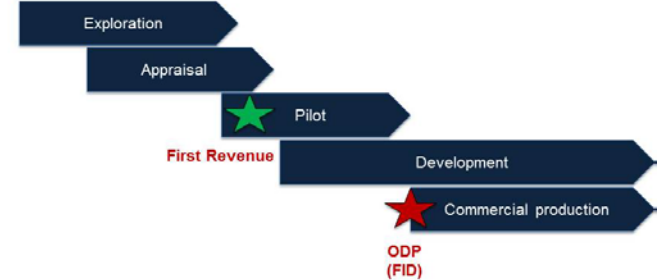 Exploration
Appraisal
Pilot
First Revenue
Development
Commercial production
ODP
(FID)